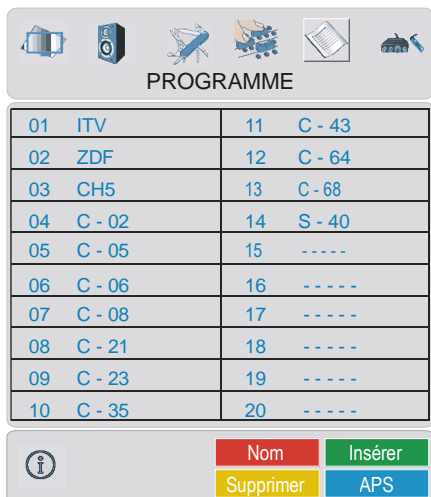 PROGRAMME
01 ITV 11 C - 43
02 ZDF 12 C - 64
03 CH5 13 C - 68
04 C - 02 14 S - 40
05 C - 05 15 - - - - -
06 C - 06 16 - - - - -
07 C - 08 17 - - - - -
08 C - 21 18 - - - - -
09 C - 23 19 - - - - -
10 C - 35 20 - - - - -
Nom Insérer
Supprimer APS